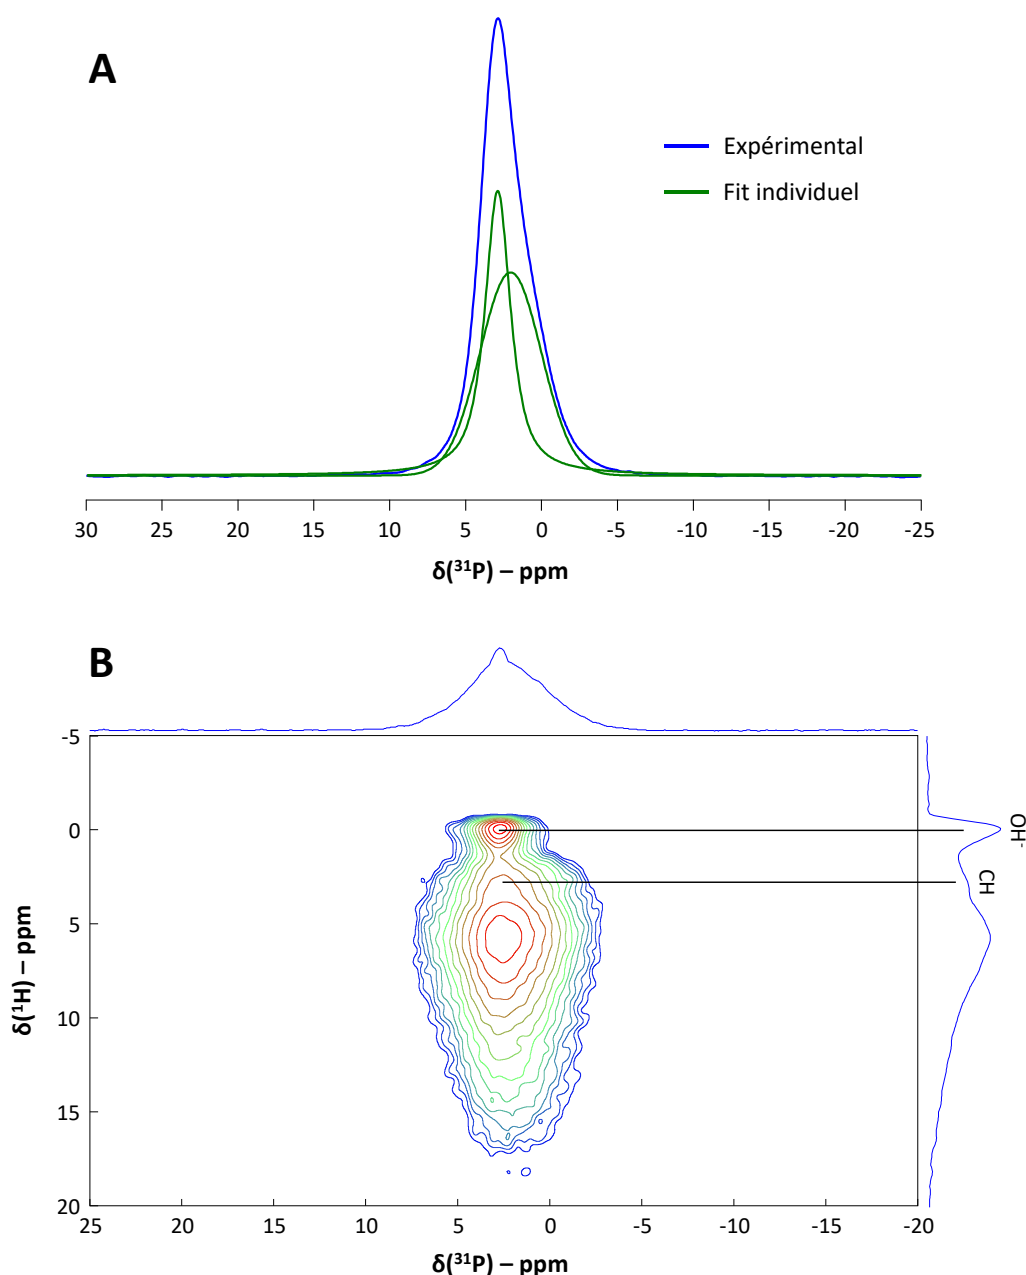 A
Expérimental
Fit individuel
30 25 20 15 10 5 0 -5 -10 -15 -20 -25
δ(³¹P) – ppm
B
-5
0
5
10
15
20
δ(¹H) – ppm
OH-
CH
25 20 15 10 5 0 -5 -10 -15 -20
δ(³¹P) – ppm